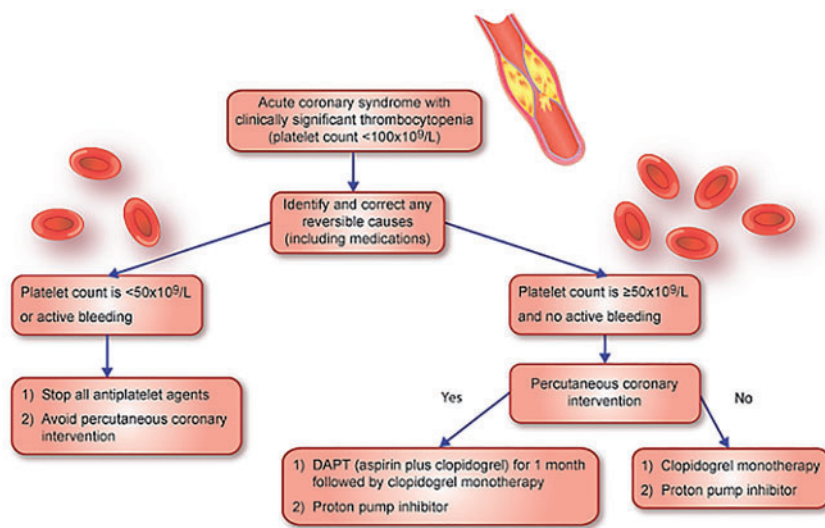 Acute coronary syndrome with
clinically significant thrombocytopenia
(platelet count <100x10⁹/L)
Identify and correct any
reversible causes
(including medications)
Platelet count is <50x10⁹/L
or active bleeding
Platelet count is ≥50x10⁹/L
and no active bleeding
1) Stop all antiplatelet agents
2) Avoid percutaneous coronary
intervention
Percutaneous coronary
intervention
Yes
No
1) DAPT (aspirin plus clopidogrel) for 1 month
followed by clopidogrel monotherapy
2) Proton pump inhibitor
1) Clopidogrel monotherapy
2) Proton pump inhibitor